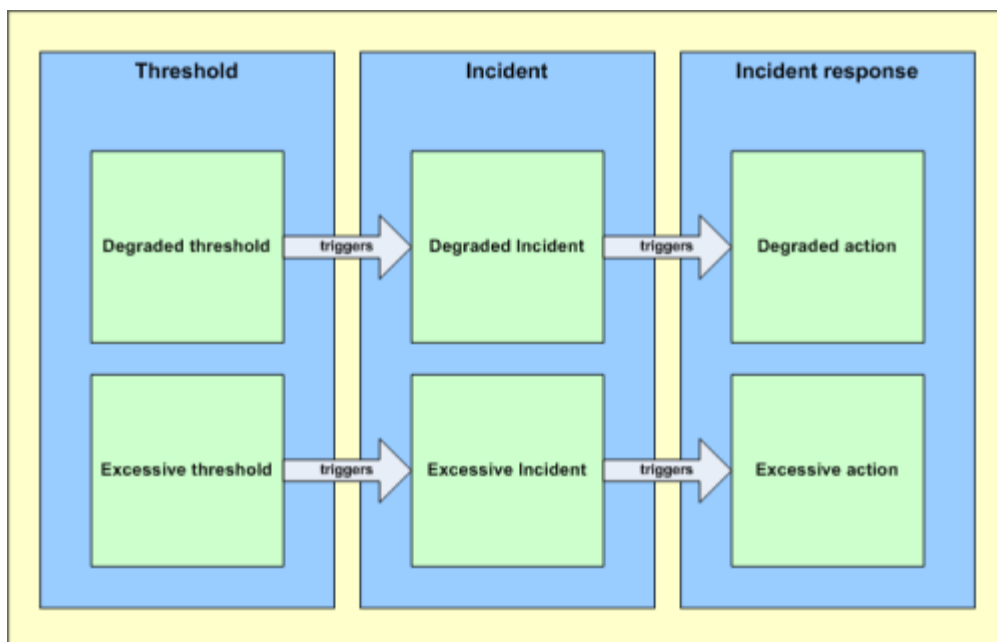 Threshold
Incident
Incident response
Degraded threshold
triggers
Degraded Incident
triggers
Degraded action
Excessive threshold
triggers
Excessive Incident
triggers
Excessive action